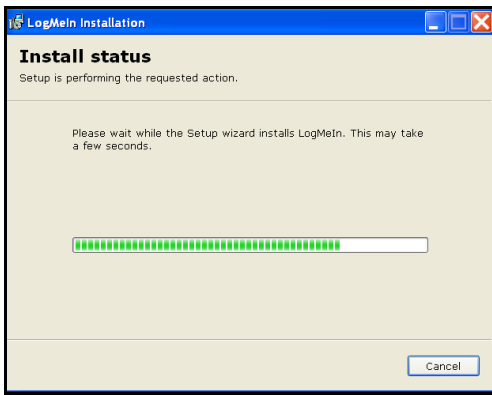 LogMeIn Installation
Install status
Setup is performing the requested action.
Please wait while the Setup wizard installs LogMeIn. This may take
a few seconds.
Cancel